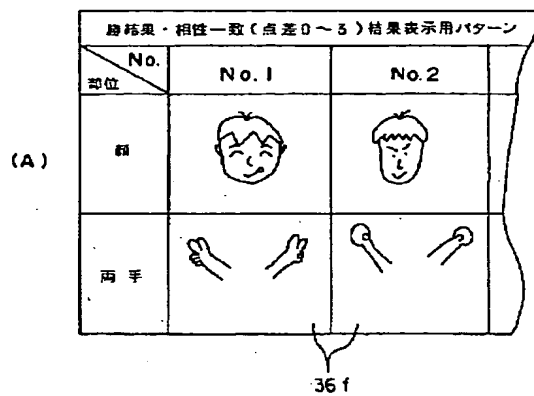 勝結果・相性一致(点差0～3)結果表示用パターン
No.
部位
No.1
No.2
(A)
顔
両手
36f